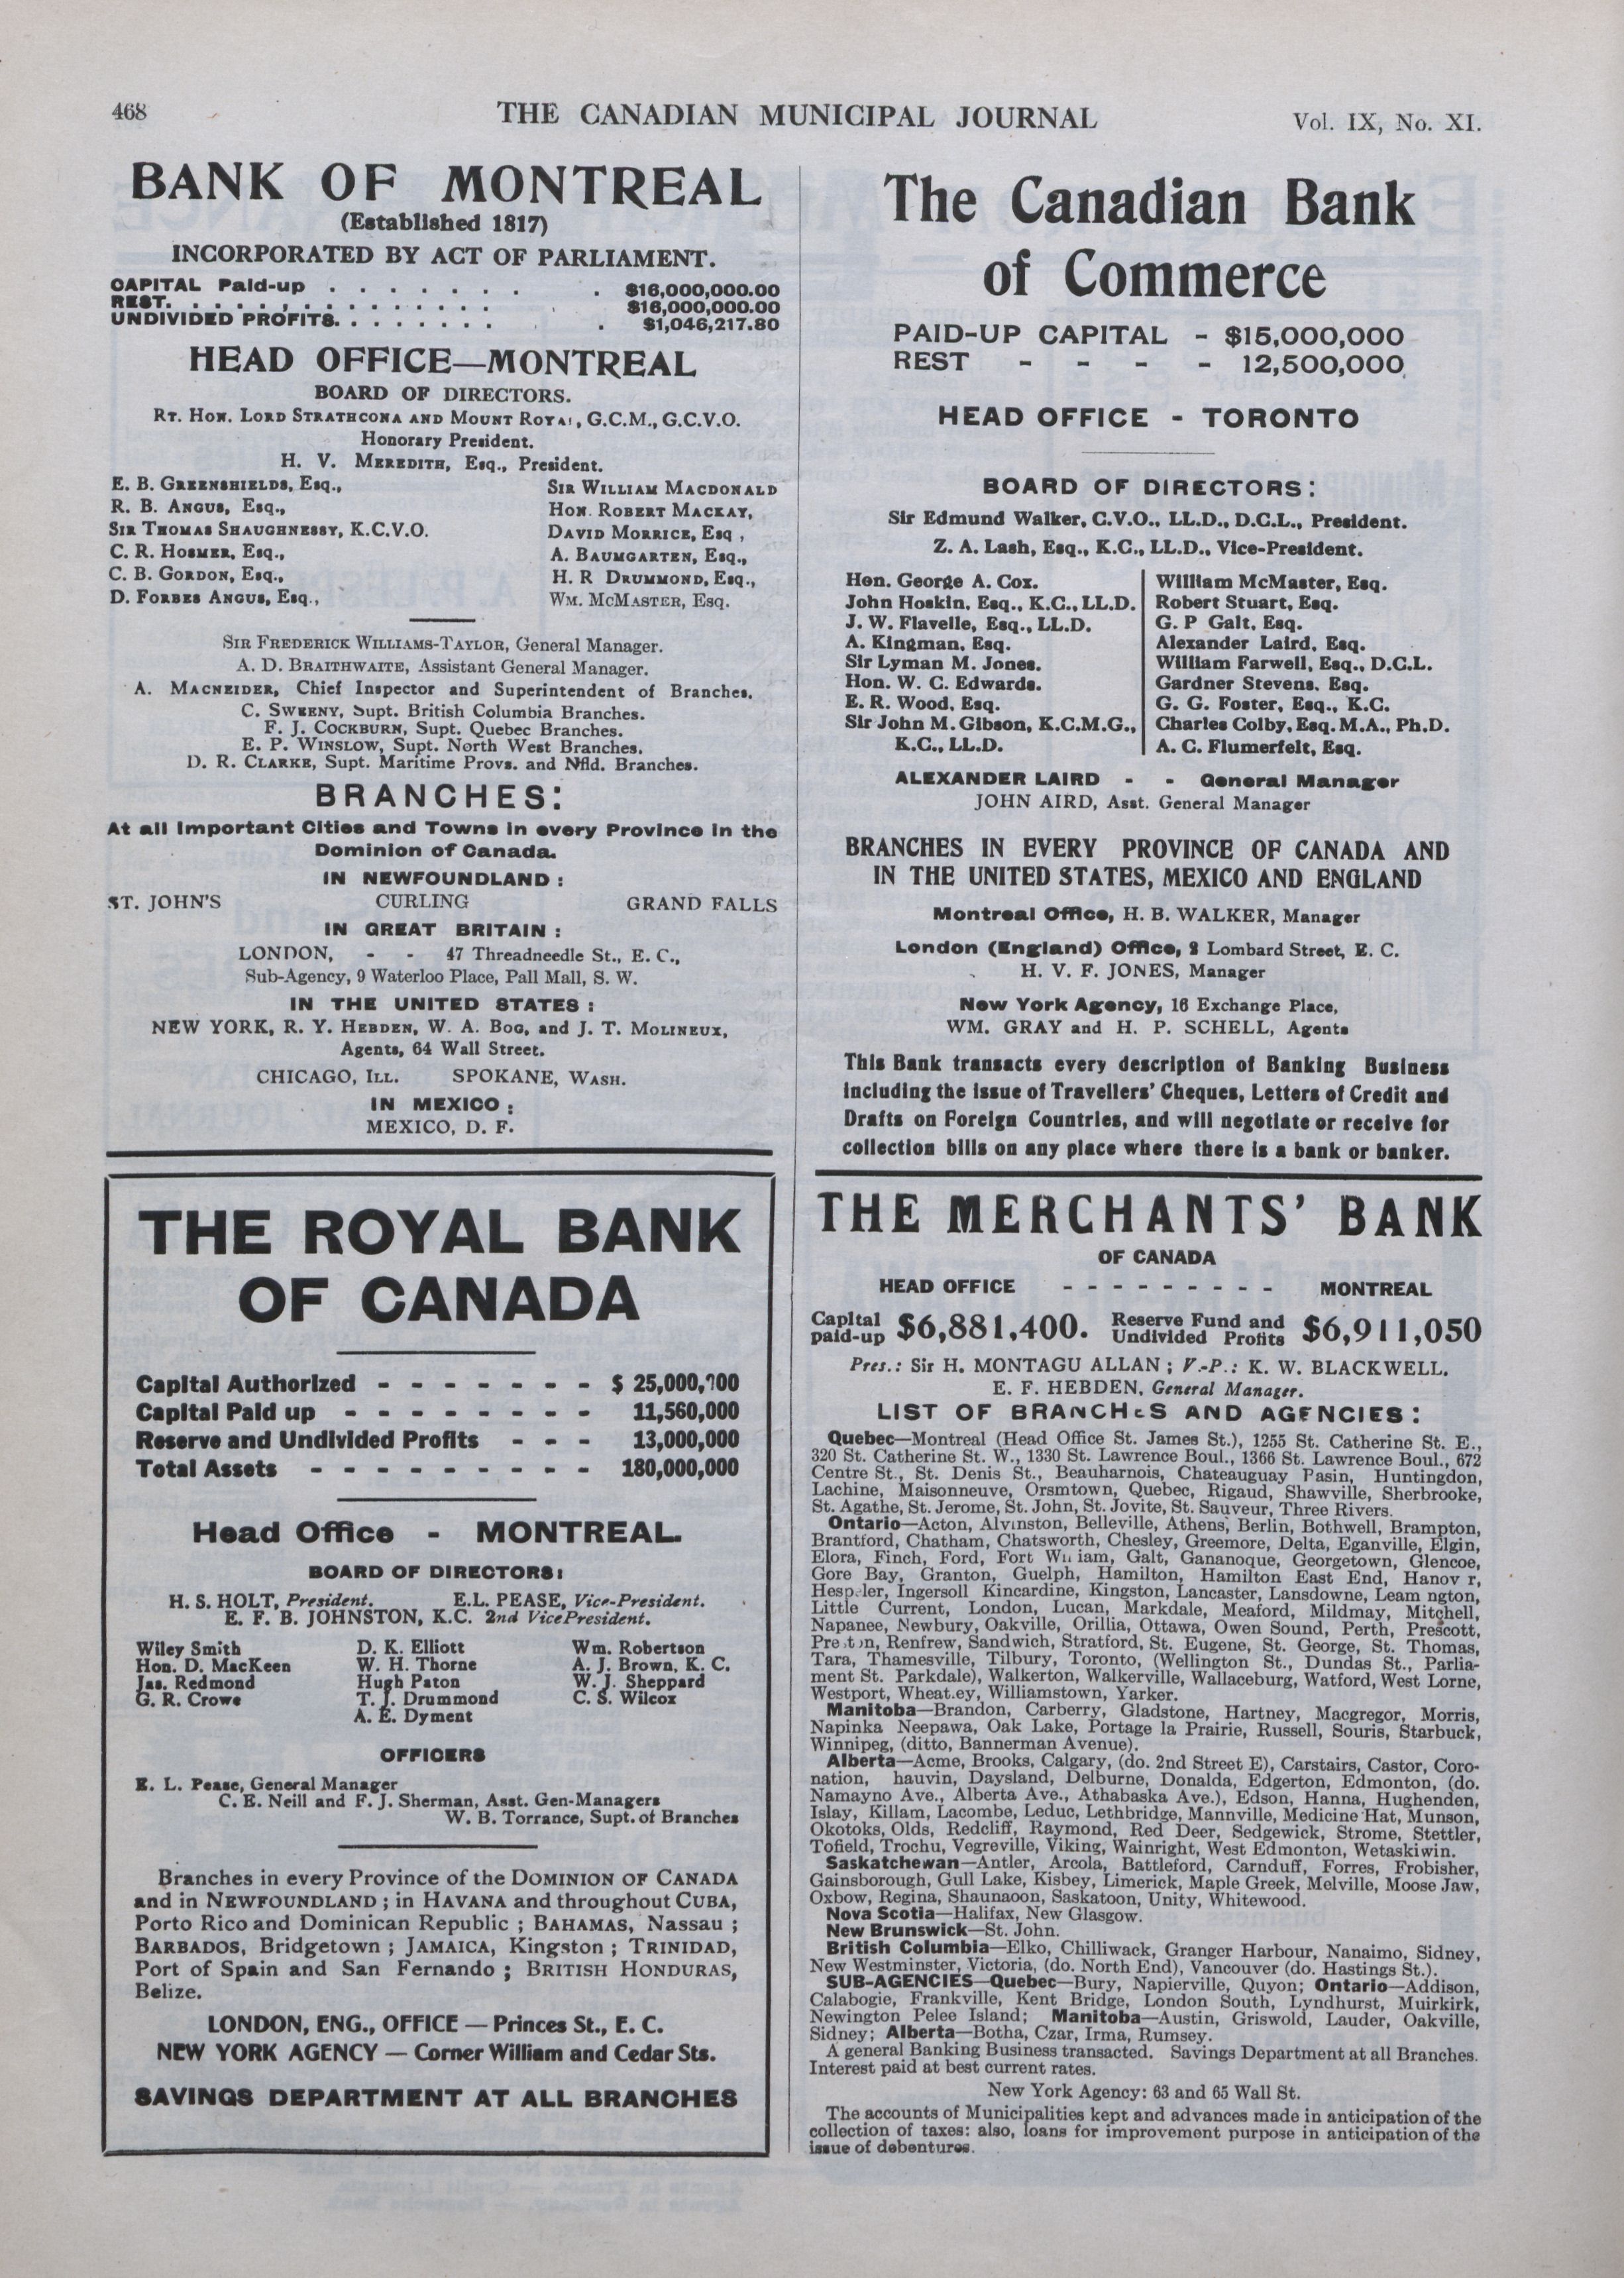 468
THE CANADIAN MUNICIPAL JOURNAL
Vol. IX, No. XI.
BANK OF MONTREAL
(Established 1817)
INCORPORATED BY ACT OF PARLIAMENT.
CAPITAL Paid-up . . . . . . . . $16,000,000.00
REST. . . . . . . . . . . . . . . $16,000,000.00
UNDIVIDED PROFITS. . . . . . . . . . $1,046,217.80
HEAD OFFICE—MONTREAL
BOARD OF DIRECTORS.
RT. HON. LORD STRATHCONA AND MOUNT ROYAL, G.C.M., G.C.V.O.
Honorary President.
H. V. MEREDITH, Esq., President.
E. B. GREENSHIELDS, Esq., SIR WILLIAM MACDONALD
R. B. ANGUS, Esq., HON. ROBERT MACKAY,
SIR THOMAS SHAUGHNESSY, K.C.V.O. DAVID MORRICE, Esq ,
C. R. HOSMER, Esq., A. BAUMGARTEN, Esq.,
C. B. GORDON, Esq., H. R DRUMMOND, Esq.,
D. FORBES ANGUS, Esq., WM. MCMASTER, Esq.
SIR FREDERICK WILLIAMS-TAYLOR, General Manager.
A. D. BRAITHWAITE, Assistant General Manager.
A. MACNEIDER, Chief Inspector and Superintendent of Branches.
C. SWEENY, Supt. British Columbia Branches.
F. J. COCKBURN, Supt. Quebec Branches.
E. P. WINSLOW, Supt. North West Branches.
D. R. CLARKE, Supt. Maritime Provs. and Nfld. Branches.
BRANCHES:
At all Important Cities and Towns in every Province in the
Dominion of Canada.
IN NEWFOUNDLAND :
ST. JOHN'S CURLING GRAND FALLS
IN GREAT BRITAIN :
LONDON, - - 47 Threadneedle St., E. C.,
Sub-Agency, 9 Waterloo Place, Pall Mall, S. W.
IN THE UNITED STATES :
NEW YORK, R. Y. HEBDEN, W. A. BOG, and J. T. MOLINEUX,
Agents, 64 Wall Street.
CHICAGO, ILL. SPOKANE, WASH.
IN MEXICO :
MEXICO, D. F.
The Canadian Bank
of Commerce
PAID-UP CAPITAL - $15,000,000
REST - - - - 12,500,000
HEAD OFFICE - TORONTO
BOARD OF DIRECTORS:
Sir Edmund Walker, C.V.O., LL.D., D.C.L., President.
Z. A. Lash, Esq., K.C., LL.D., Vice-President.
Hon. George A. Cox. William McMaster, Esq.
John Hoskin, Esq., K.C., LL.D. Robert Stuart, Esq.
J. W. Flavelle, Esq., LL.D. G. P Galt, Esq.
A. Kingman, Esq. Alexander Laird, Esq.
Sir Lyman M. Jones. William Farwell, Esq., D.C.L.
Hon. W. C. Edwards. Gardner Stevens, Esq.
E. R. Wood, Esq. G. G. Foster, Esq., K.C.
Sir John M. Gibson, K.C.M.G., Charles Colby, Esq. M.A., Ph.D.
K.C., LL.D. A. C. Flumerfelt, Esq.
ALEXANDER LAIRD - - General Manager
JOHN AIRD, Asst. General Manager
BRANCHES IN EVERY PROVINCE OF CANADA AND
IN THE UNITED STATES, MEXICO AND ENGLAND
Montreal Office, H. B. WALKER, Manager
London (England) Office, 2 Lombard Street, E. C.
H. V. F. JONES, Manager
New York Agency, 16 Exchange Place,
WM. GRAY and H. P. SCHELL, Agents
This Bank transacts every description of Banking Business
including the issue of Travellers' Cheques, Letters of Credit and
Drafts on Foreign Countries, and will negotiate or receive for
collection bills on any place where there is a bank or banker.
THE ROYAL BANK
OF CANADA
Capital Authorized - - - - - - - $ 25,000,000
Capital Paid up - - - - - - - - 11,560,000
Reserve and Undivided Profits - - - 13,000,000
Total Assets - - - - - - - - - 180,000,000
Head Office - MONTREAL.
BOARD OF DIRECTORS:
H. S. HOLT, President. E.L. PEASE, Vice-President.
E. F. B. JOHNSTON, K.C. 2nd VicePresident.
Wiley Smith D. K. Elliott Wm. Robertson
Hon. D. MacKeen W. H. Thorne A. J. Brown, K. C.
Jas. Redmond Hugh Paton W. J. Sheppard
G. R. Crowe T. J. Drummond C. S. Wilcox
A. E. Dyment
OFFICERS
E. L. Pease, General Manager
C. E. Neill and F. J. Sherman, Asst. Gen-Managers
W. B. Torrance, Supt. of Branches
Branches in every Province of the DOMINION OF CANADA
and in NEWFOUNDLAND ; in HAVANA and throughout CUBA,
Porto Rico and Dominican Republic ; BAHAMAS, Nassau ;
BARBADOS, Bridgetown ; JAMAICA, Kingston ; TRINIDAD,
Port of Spain and San Fernando ; BRITISH HONDURAS,
Belize.
LONDON, ENG., OFFICE — Princes St., E. C.
NEW YORK AGENCY — Corner William and Cedar Sts.
SAVINGS DEPARTMENT AT ALL BRANCHES
THE MERCHANTS' BANK
OF CANADA
HEAD OFFICE - - - - - - - - - MONTREAL
Capital paid-up $6,881,400. Reserve Fund and Undivided Profits $6,911,050
Pres.: Sir H. MONTAGU ALLAN ; V.-P.: K. W. BLACKWELL.
E. F. HEBDEN, General Manager.
LIST OF BRANCHES AND AGENCIES:
Quebec—Montreal (Head Office St. James St.), 1255 St. Catherine St. E.,
320 St. Catherine St. W., 1330 St. Lawrence Boul., 1366 St. Lawrence Boul., 672
Centre St., St. Denis St., Beauharnois, Chateauguay Basin, Huntingdon,
Lachine, Maisonneuve, Orsmtown, Quebec, Rigaud, Shawville, Sherbrooke,
St. Agathe, St. Jerome, St. John, St. Jovite, St. Sauveur, Three Rivers.
Ontario—Acton, Alvinston, Belleville, Athens, Berlin, Bothwell, Brampton,
Brantford, Chatham, Chatsworth, Chesley, Greemore, Delta, Eganville, Elgin,
Elora, Finch, Ford, Fort William, Galt, Gananoque, Georgetown, Glencoe,
Gore Bay, Granton, Guelph, Hamilton, Hamilton East End, Hanov r,
Hespeler, Ingersoll Kincardine, Kingston, Lancaster, Lansdowne, Leam ngton,
Little Current, London, Lucan, Markdale, Meaford, Mildmay, Mitchell,
Napanee, Newbury, Oakville, Orillia, Ottawa, Owen Sound, Perth, Prescott,
Preston, Renfrew, Sandwich, Stratford, St. Eugene, St. George, St. Thomas,
Tara, Thamesville, Tilbury, Toronto, (Wellington St., Dundas St., Parlia-
ment St. Parkdale), Walkerton, Walkerville, Wallaceburg, Watford, West Lorne,
Westport, Wheatley, Williamstown, Yarker.
Manitoba—Brandon, Carberry, Gladstone, Hartney, Macgregor, Morris,
Napinka Neepawa, Oak Lake, Portage la Prairie, Russell, Souris, Starbuck,
Winnipeg, (ditto, Bannerman Avenue).
Alberta—Acme, Brooks, Calgary, (do. 2nd Street E), Carstairs, Castor, Coro-
nation, hauvin, Daysland, Delburne, Donalda, Edgerton, Edmonton, (do.
Namayno Ave., Alberta Ave., Athabaska Ave.), Edson, Hanna, Hughenden,
Islay, Killam, Lacombe, Leduc, Lethbridge, Mannville, Medicine Hat, Munson,
Okotoks, Olds, Redcliff, Raymond, Red Deer, Sedgewick, Strome, Stettler,
Tofield, Trochu, Vegreville, Viking, Wainright, West Edmonton, Wetaskiwin.
Saskatchewan—Antler, Arcola, Battleford, Carnduff, Forres, Frobisher,
Gainsborough, Gull Lake, Kisbey, Limerick, Maple Greek, Melville, Moose Jaw,
Oxbow, Regina, Shaunaoon, Saskatoon, Unity, Whitewood.
Nova Scotia—Halifax, New Glasgow.
New Brunswick—St. John.
British Columbia—Elko, Chilliwack, Granger Harbour, Nanaimo, Sidney,
New Westminster, Victoria, (do. North End), Vancouver (do. Hastings St.).
SUB-AGENCIES—Quebec—Bury, Napierville, Quyon; Ontario—Addison,
Calabogie, Frankville, Kent Bridge, London South, Lyndhurst, Muirkirk,
Newington Pelee Island; Manitoba—Austin, Griswold, Lauder, Oakville,
Sidney; Alberta—Botha, Czar, Irma, Rumsey.
A general Banking Business transacted. Savings Department at all Branches.
Interest paid at best current rates.
New York Agency: 63 and 65 Wall St.
The accounts of Municipalities kept and advances made in anticipation of the
collection of taxes: also, loans for improvement purpose in anticipation of the
issue of debentures.